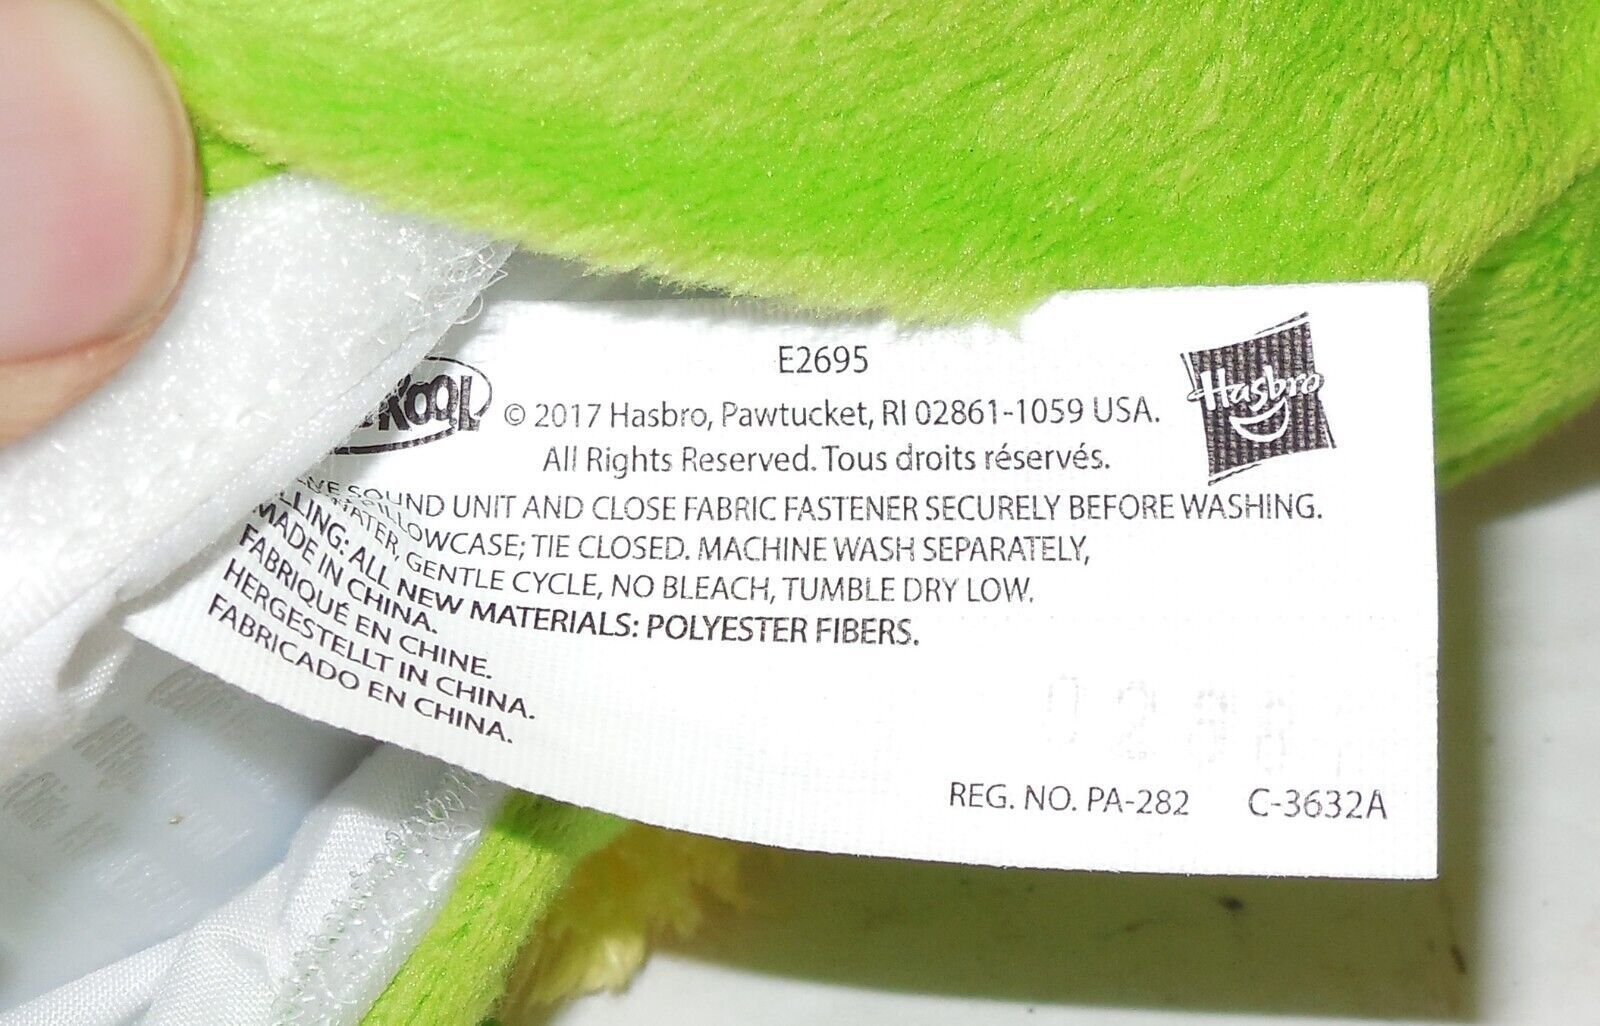 E2695
© 2017 Hasbro, Pawtucket, RI 02861-1059 USA.
Hasbro
All Rights Reserved. Tous droits réservés.
SOUND UNIT AND CLOSE FABRIC FASTENER SECURELY BEFORE WASHING.
TIE CLOSED. MACHINE WASH SEPARATELY,
GENTLE CYCLE, NO BLEACH, TUMBLE DRY LOW.
ALL NEW MATERIALS: POLYESTER FIBERS.
MADE IN CHINA.
FABRIQUÉ EN CHINE.
HERGESTELLT IN CHINA.
FABRICADO EN CHINA.
REG. NO. PA-282 C-3632A